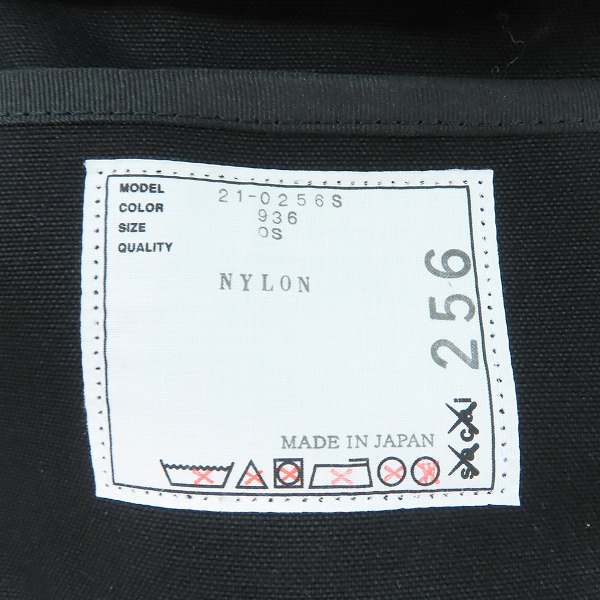 MODEL 21-0256S
COLOR 936
SIZE OS
QUALITY
NYLON
256
MADE IN JAPAN
sacai